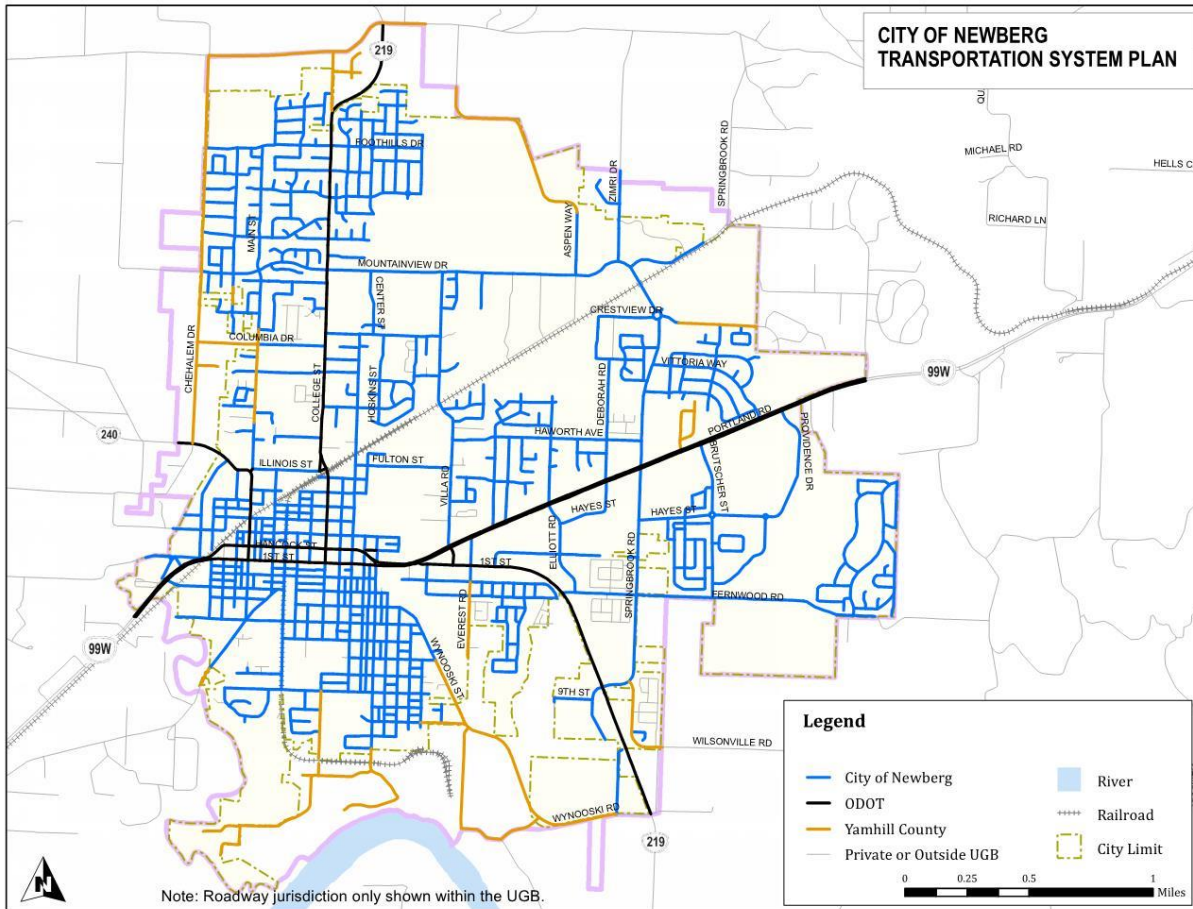 CITY OF NEWBERG
TRANSPORTATION SYSTEM PLAN
219
FOOTHILLS DR
MAIN ST
ZIMRI DR
SPRINGBROOK RD
QU
MICHAEL RD
HELLS C
RICHARD LN
ASPEN WAY
MOUNTAINVIEW DR
CENTER ST
CRESTVIEW DR
CHEHALEM DR
COLUMBIA DR
COLLEGE ST
HOSKINS ST
DEBORAH RD
VITTORIA WAY
99W
PORTLAND RD
PROVIDENCE DR
240
HAWORTH AVE
BRUTSCHER ST
ILLINOIS ST
FULTON ST
VILLA RD
HAYES ST
HAYES ST
ELLIOTT RD
HANCOCK ST
1ST ST
1ST ST
SPRINGBROOK RD
FERNWOOD RD
EVEREST RD
99W
WYNOOSKI ST
9TH ST
WILSONVILLE RD
WYNOOSKI RD
219
Legend
City of Newberg
ODOT
Yamhill County
Private or Outside UGB
River
Railroad
City Limit
0 0.25 0.5 1
Miles
N
Note: Roadway jurisdiction only shown within the UGB.